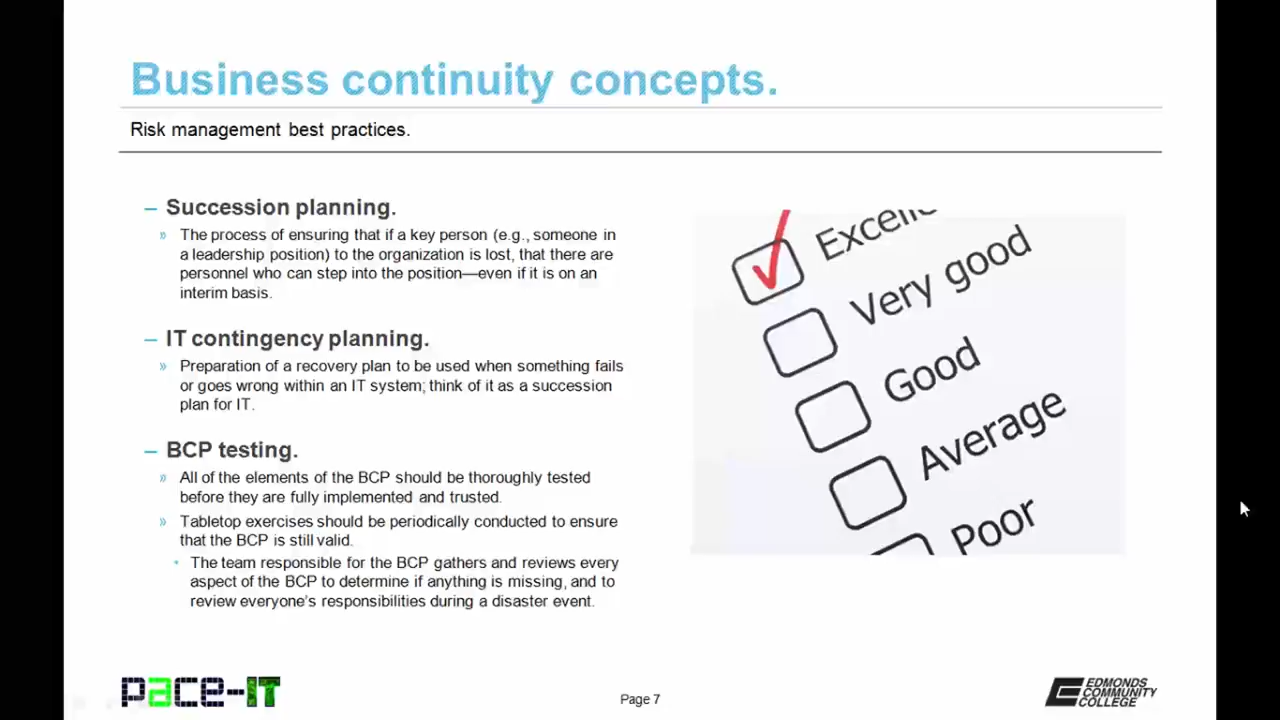 Business continuity concepts.
Risk management best practices.
– Succession planning.
» The process of ensuring that if a key person (e.g., someone in
a leadership position) to the organization is lost, that there are
personnel who can step into the position—even if it is on an
interim basis.
– IT contingency planning.
» Preparation of a recovery plan to be used when something fails
or goes wrong within an IT system; think of it as a succession
plan for IT.
– BCP testing.
» All of the elements of the BCP should be thoroughly tested
before they are fully implemented and trusted.
» Tabletop exercises should be periodically conducted to ensure
that the BCP is still valid.
• The team responsible for the BCP gathers and reviews every
aspect of the BCP to determine if anything is missing, and to
review everyone's responsibilities during a disaster event.
Very good
Good
Average
Poor
pace-IT
Page 7
EDMONDS
COMMUNITY
COLLEGE